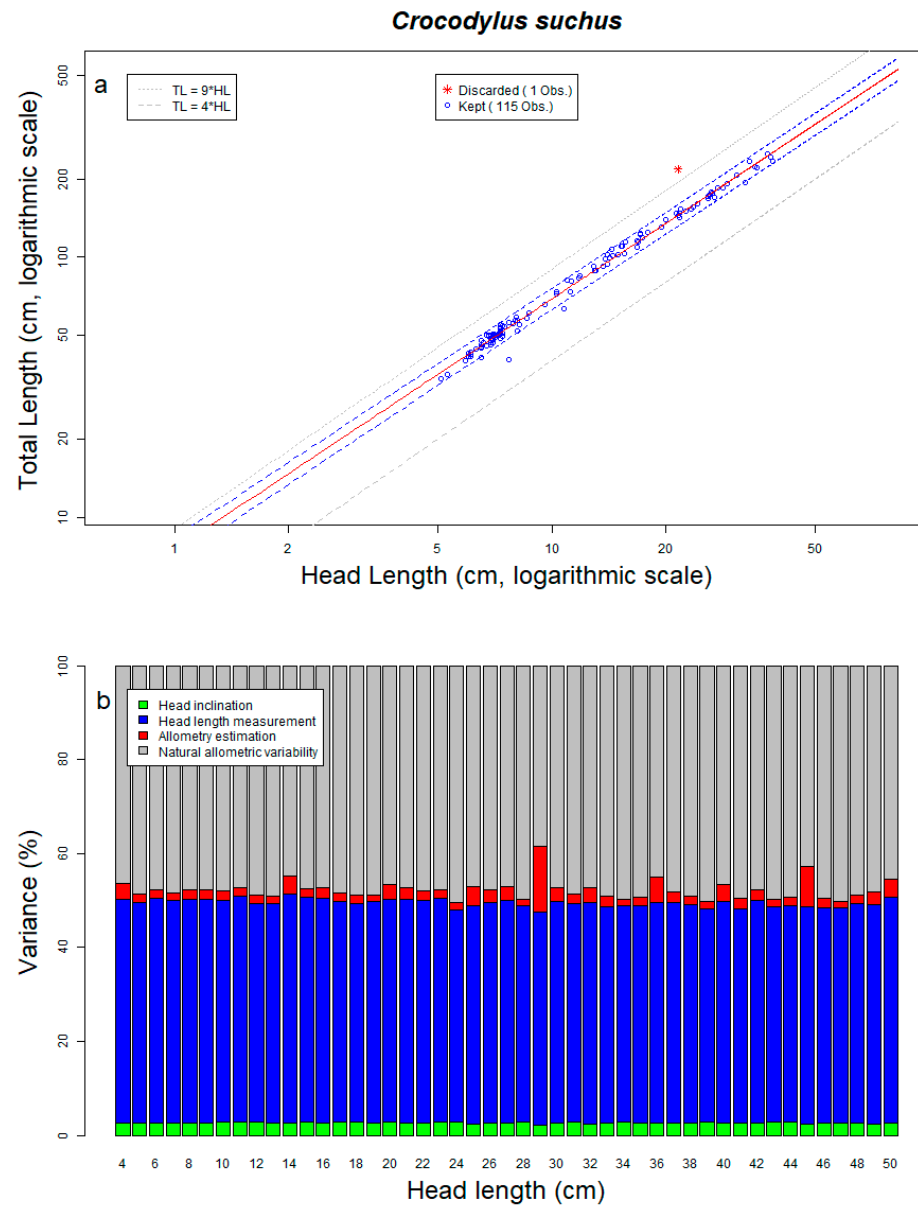 Crocodylus suchus
a
TL = 9*HL
TL = 4*HL
Discarded ( 1 Obs.)
Kept ( 115 Obs.)
500
200
100
50
20
10
Total Length (cm, logarithmic scale)
1 2 5 10 20 50
Head Length (cm, logarithmic scale)
b
Head inclination
Head length measurement
Allometry estimation
Natural allometric variability
100
80
60
40
20
0
Variance (%)
4 6 8 10 12 14 16 18 20 22 24 26 28 30 32 34 36 38 40 42 44 46 48 50
Head length (cm)